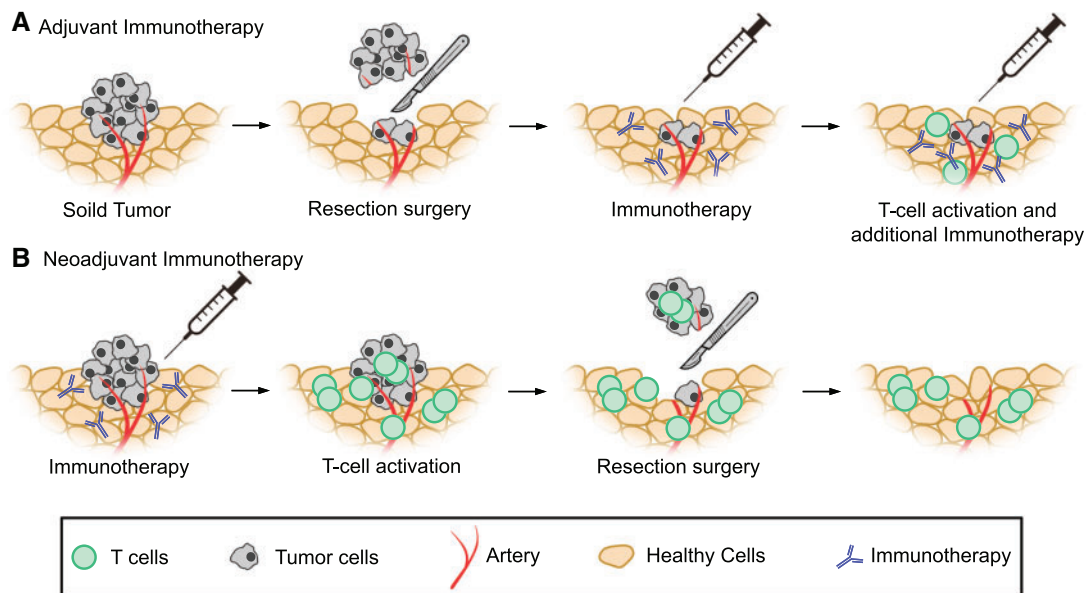 A Adjuvant Immunotherapy
Soild Tumor
Resection surgery
Immunotherapy
T-cell activation and
additional Immunotherapy
B Neoadjuvant Immunotherapy
Immunotherapy
T-cell activation
Resection surgery
T cells
Tumor cells
Artery
Healthy Cells
Immunotherapy